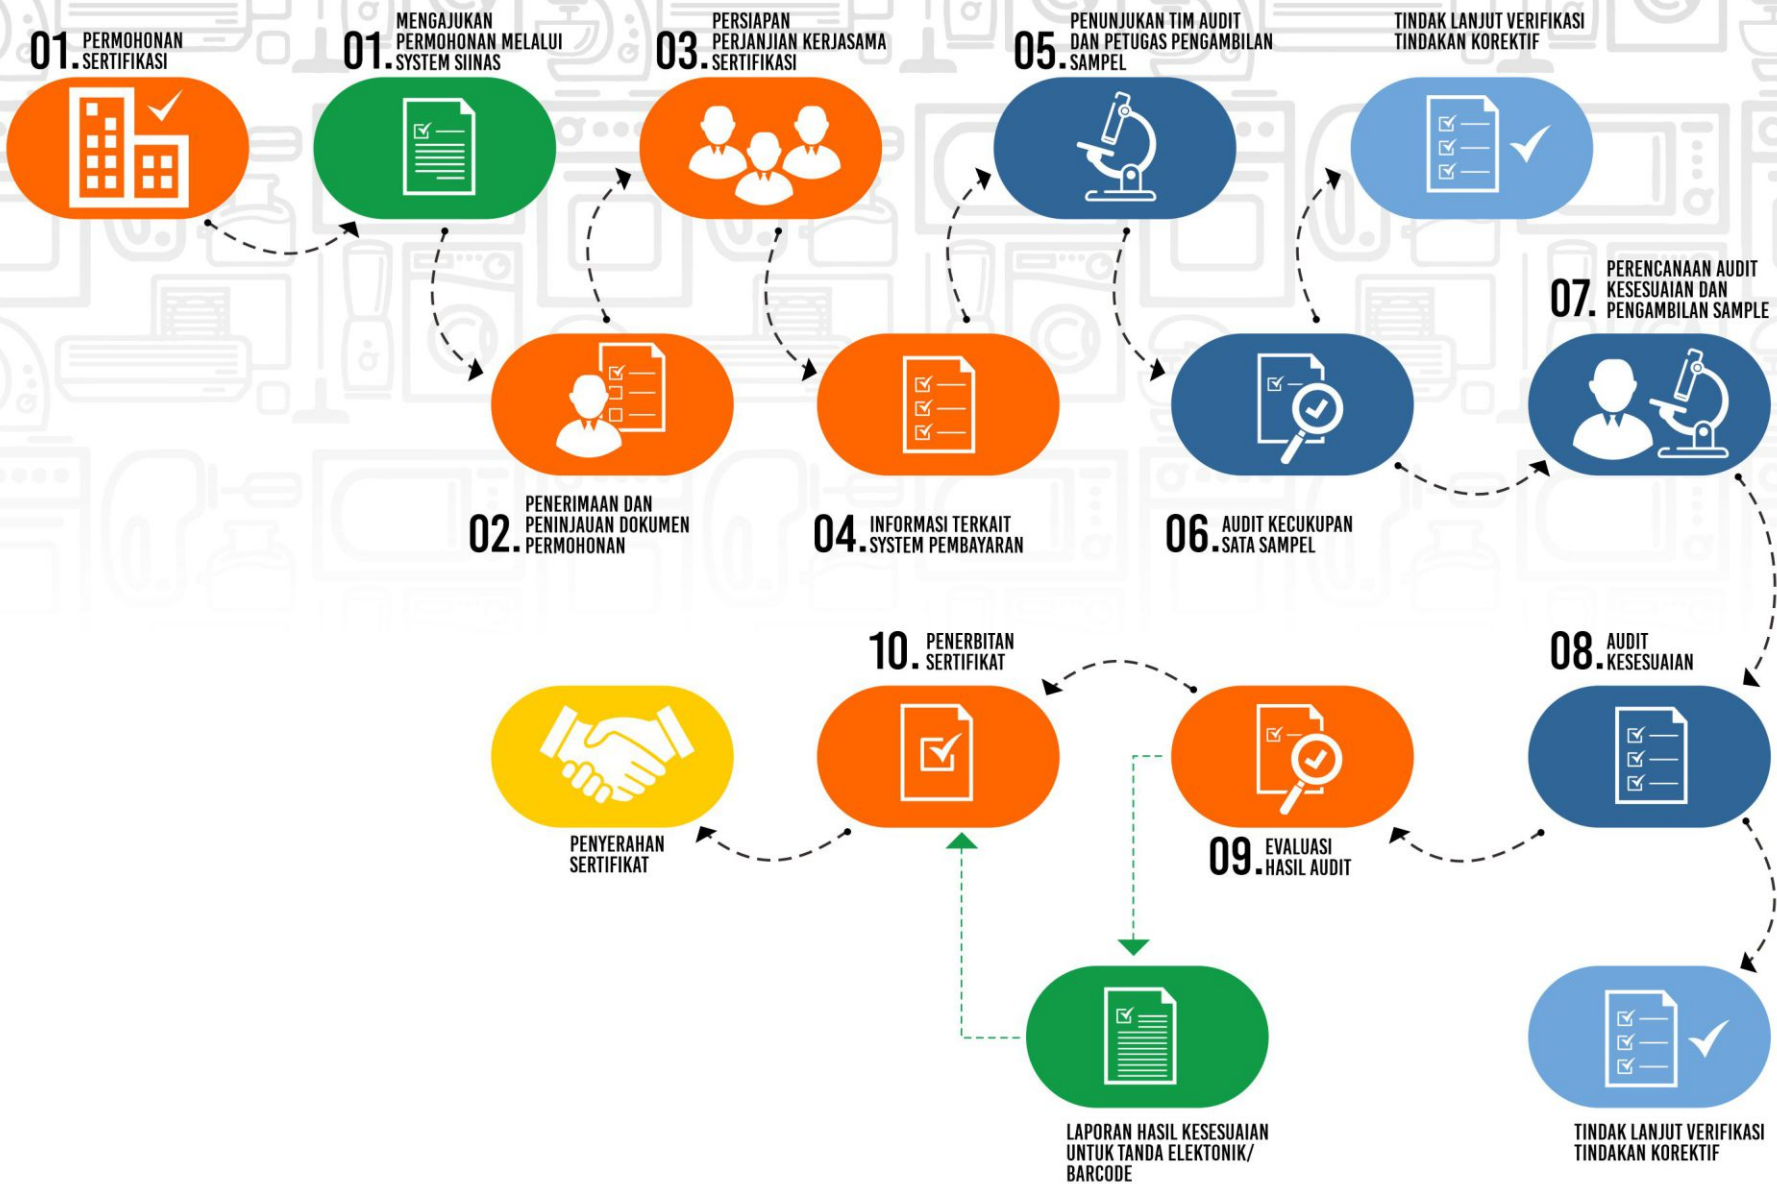 01. PERMOHONAN
SERTIFIKASI
01. MENGAJUKAN
PERMOHONAN MELALUI
SYSTEM SIINAS
03. PERSIAPAN
PERJANJIAN KERJASAMA
SERTIFIKASI
05. PENUNJUKAN TIM AUDIT
DAN PETUGAS PENGAMBILAN
SAMPEL
TINDAK LANJUT VERIFIKASI
TINDAKAN KOREKTIF
07. PERENCANAAN AUDIT
KESESUAIAN DAN
PENGAMBILAN SAMPLE
02. PENERIMAAN DAN
PENINJAUAN DOKUMEN
PERMOHONAN
04. INFORMASI TERKAIT
SYSTEM PEMBAYARAN
06. AUDIT KECUKUPAN
SATA SAMPEL
08. AUDIT
KESESUAIAN
10. PENERBITAN
SERTIFIKAT
09. EVALUASI
HASIL AUDIT
PENYERAHAN
SERTIFIKAT
LAPORAN HASIL KESESUAIAN
UNTUK TANDA ELEKTONIK/
BARCODE
TINDAK LANJUT VERIFIKASI
TINDAKAN KOREKTIF